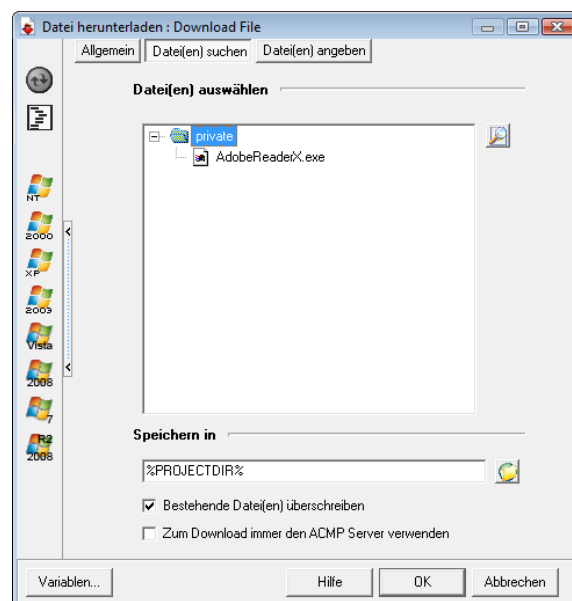 Datei herunterladen : Download File
Allgemein Datei(en) suchen Datei(en) angeben
Datei(en) auswählen
private
AdobeReaderX.exe
NT
2000
XP
2003
Vista
2008
7
R2
2008
Speichern in
%PROJECTDIR%
Bestehende Datei(en) überschreiben
Zum Download immer den ACMP Server verwenden
Variablen... Hilfe OK Abbrechen